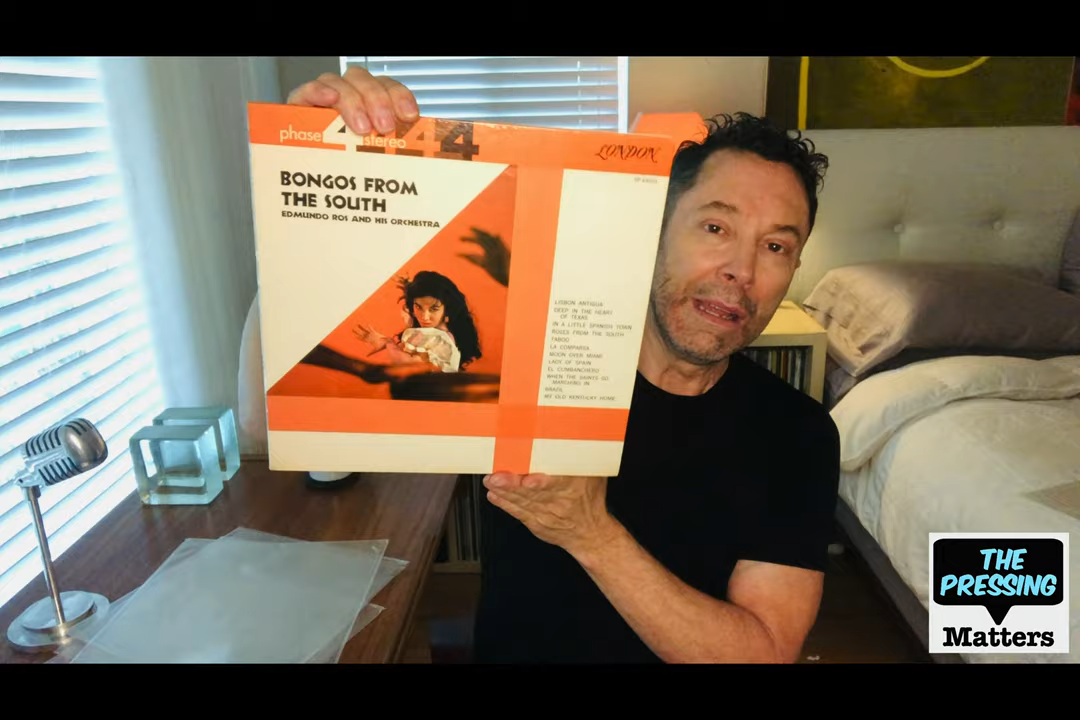 phase 4 stereo 4 4
LONDON
BONGOS FROM
THE SOUTH
EDMUNDO ROS AND HIS ORCHESTRA
LISBON ANTIGUA
DEEP IN THE HEART
OF TEXAS
IN A LITTLE SPANISH TOWN
ROSES FROM THE SOUTH
TABOO
LA COMPARSA
MOON OVER MIAMI
LADY OF SPAIN
EL CUMBANCHERO
WHEN THE SAINTS GO
MARCHING IN
BRAZIL
MY OLD KENTUCKY HOME
THE
PRESSING
Matters